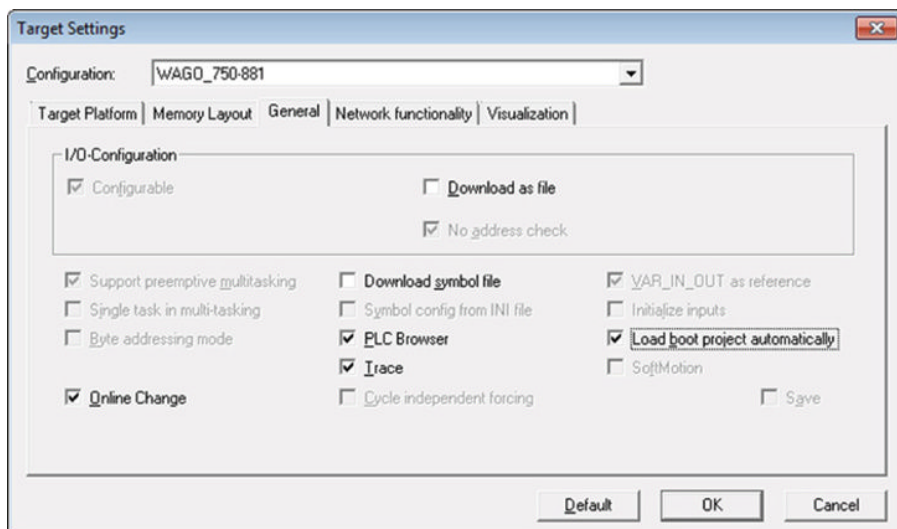 Target Settings
Configuration: WAGO_750-881
Target Platform Memory Layout General Network functionality Visualization
I/O-Configuration
Configurable Download as file
No address check
Support preemptive multitasking Download symbol file VAR_IN_OUT as reference
Single task in multi-tasking Symbol config from INI file Initialize inputs
Byte addressing mode PLC Browser Load boot project automatically
Trace SoftMotion
Online Change Cycle independent forcing Save
Default OK Cancel